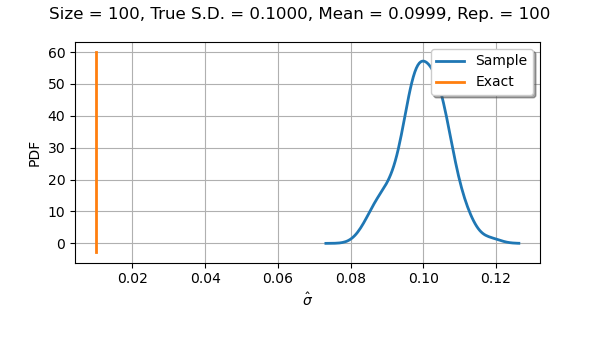 Size = 100, True S.D. = 0.1000, Mean = 0.0999, Rep. = 100
60
50
40
30
20
10
0
PDF
Sample
Exact
0.02 0.04 0.06 0.08 0.10 0.12
σ̂